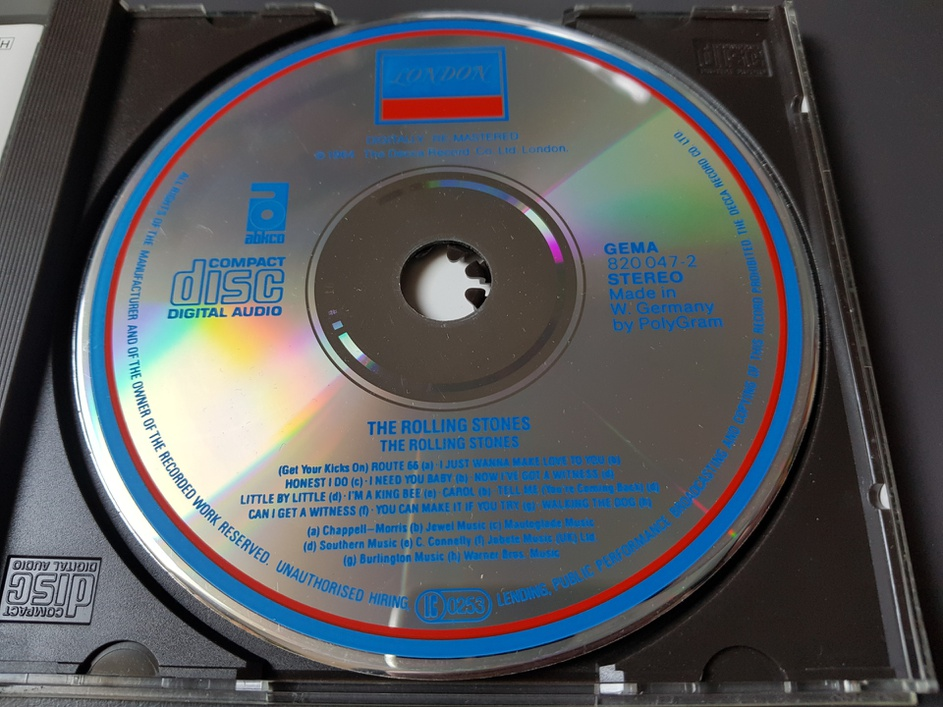 LONDON
DIGITALLY RE-MASTERED
℗ 1964 The Decca Record Co. Ltd. London.
abkco
COMPACT
disc
DIGITAL AUDIO
GEMA
820 047-2
STEREO
Made in
W. Germany
by PolyGram
THE ROLLING STONES
THE ROLLING STONES
(Get Your Kicks On) ROUTE 66 (a) · I JUST WANNA MAKE LOVE TO YOU (b)
HONEST I DO (c) · I NEED YOU BABY (b) · NOW I'VE GOT A WITNESS (d)
LITTLE BY LITTLE (d) · I'M A KING BEE (e) · CAROL (b) · TELL ME (You're Coming Back) (d)
CAN I GET A WITNESS (f) · YOU CAN MAKE IT IF YOU TRY (g) · WALKING THE DOG (h)
(a) Chappell–Morris (b) Jewel Music (c) Music
(d) Southern Music (e) C. Connelly (f) Jobete Music (UK) Ltd
(g) Burlington Music (h) Warner Bros. Music
ALL RIGHTS OF THE MANUFACTURER AND OF THE OWNER OF THE RECORDED WORK RESERVED. UNAUTHORISED HIRING, LENDING, PUBLIC PERFORMANCE BROADCASTING AND COPYING OF THIS RECORD PROHIBITED THE DECCA RECORD CO LTD
LC 0253
COMPACT
disc
DIGITAL AUDIO